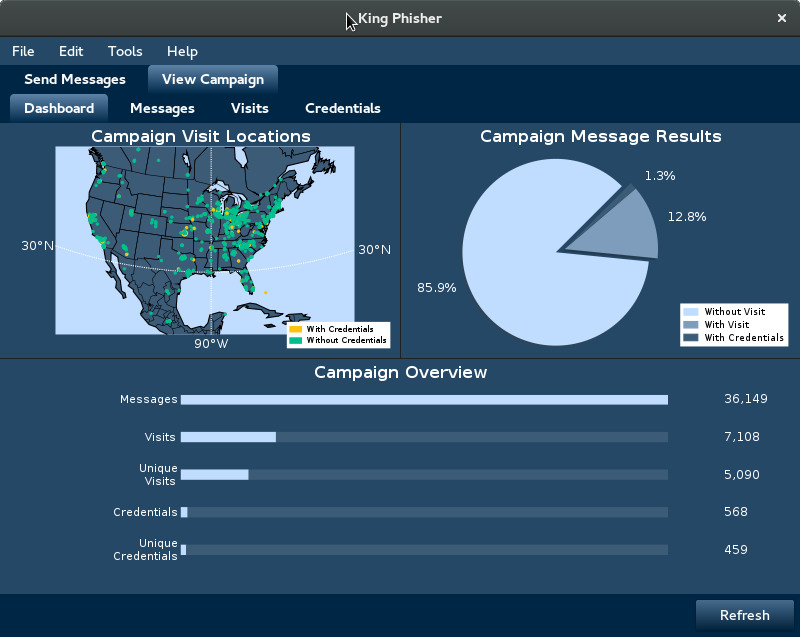 King Phisher
File Edit Tools Help
Send Messages View Campaign
Dashboard Messages Visits Credentials
Campaign Visit Locations
30°N
30°N
90°W
With Credentials
Without Credentials
Campaign Message Results
1.3%
12.8%
85.9%
Without Visit
With Visit
With Credentials
Campaign Overview
Messages 36,149
Visits 7,108
Unique
Visits 5,090
Credentials 568
Unique
Credentials 459
Refresh